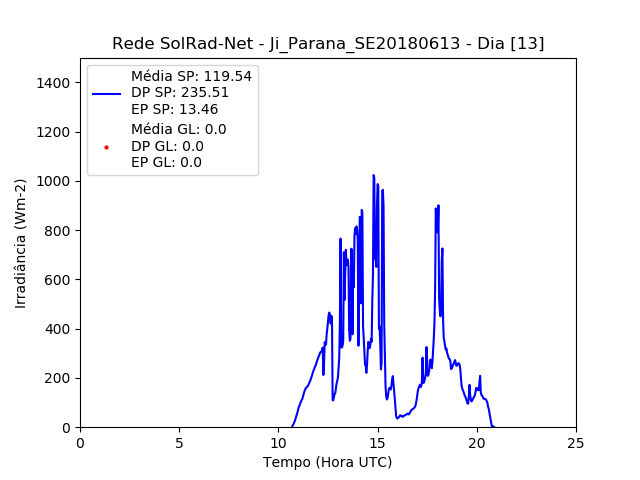 Rede SolRad-Net - Ji_Parana_SE20180613 - Dia [13]
Média SP: 119.54
DP SP: 235.51
EP SP: 13.46
Média GL: 0.0
DP GL: 0.0
EP GL: 0.0
1400
1200
1000
800
600
400
200
0
Irradiância (Wm-2)
0 5 10 15 20 25
Tempo (Hora UTC)